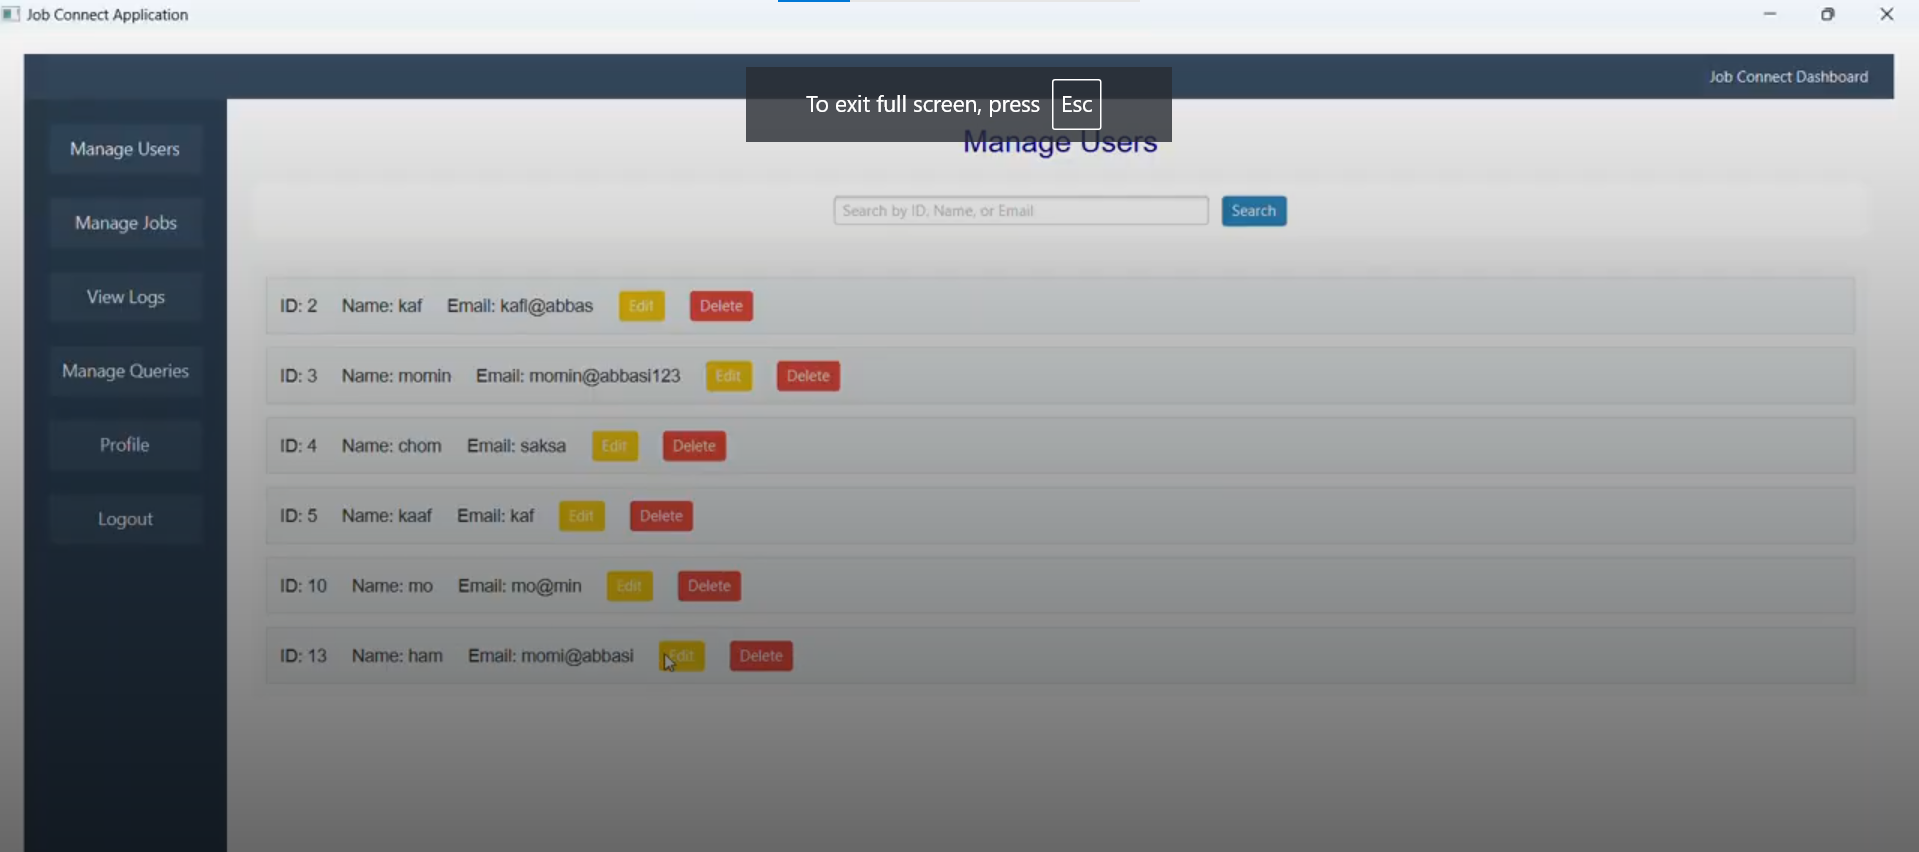 Job Connect Application
Job Connect Dashboard
To exit full screen, press Esc
Manage Users
Manage Jobs
View Logs
Manage Queries
Profile
Logout
Manage Users
Search by ID, Name, or Email Search
ID: 2 Name: kaf Email: kafl@abbas Edit Delete
ID: 3 Name: momin Email: momin@abbasi123 Edit Delete
ID: 4 Name: chom Email: saksa Edit Delete
ID: 5 Name: kaaf Email: kaf Edit Delete
ID: 10 Name: mo Email: mo@min Edit Delete
ID: 13 Name: ham Email: momi@abbasi Edit Delete